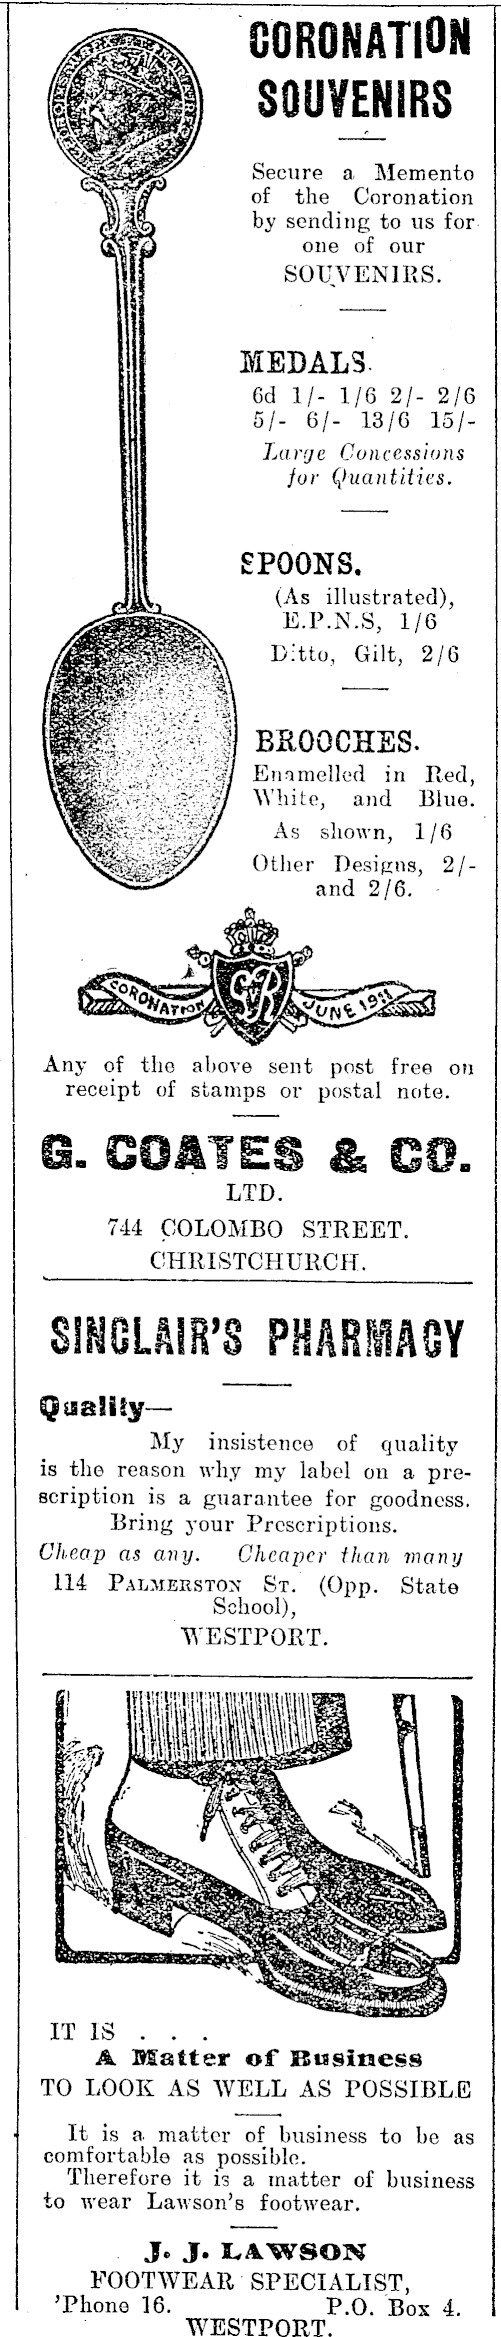 CORONATION
SOUVENIRS
Secure a Memento
of the Coronation
by sending to us for
one of our
SOUVENIRS.
MEDALS.
6d 1/- 1/6 2/- 2/6
5/- 6/- 13/6 15/-
Large Concessions
for Quantities.
SPOONS.
(As illustrated),
E.P.N.S, 1/6
Ditto, Gilt, 2/6
BROOCHES.
Enamelled in Red,
White, and Blue.
As shown, 1/6
Other Designs, 2/-
and 2/6.
CORONATION GR JUNE 1911
Any of the above sent post free on
receipt of stamps or postal note.
G. COATES & CO.
LTD.
744 COLOMBO STREET.
CHRISTCHURCH.
SINCLAIR'S PHARMACY
Quality—
My insistence of quality
is the reason why my label on a pre-
scription is a guarantee for goodness.
Bring your Prescriptions.
Cheap as any. Cheaper than many
114 PALMERSTON ST. (Opp. State
School),
WESTPORT.
IT IS . . .
A Matter of Business
TO LOOK AS WELL AS POSSIBLE
It is a matter of business to be as
comfortable as possible.
Therefore it is a matter of business
to wear Lawson's footwear.
J. J. LAWSON
FOOTWEAR SPECIALIST,
'Phone 16. P.O. Box 4.
WESTPORT.